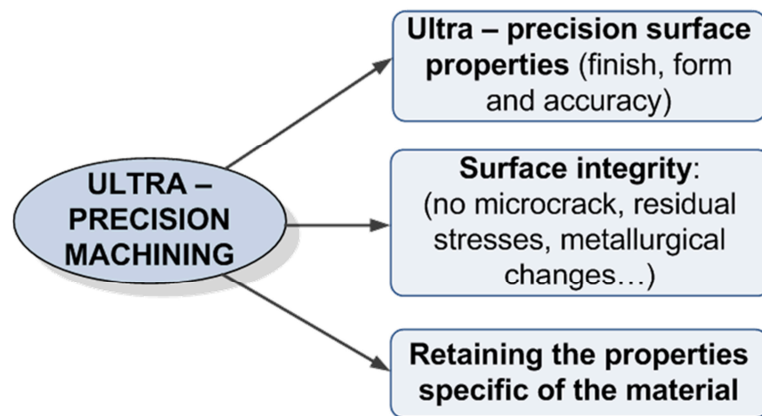 Ultra – precision surface
properties (finish, form
and accuracy)
ULTRA –
PRECISION
MACHINING
Surface integrity:
(no microcrack, residual
stresses, metallurgical
changes…)
Retaining the properties
specific of the material